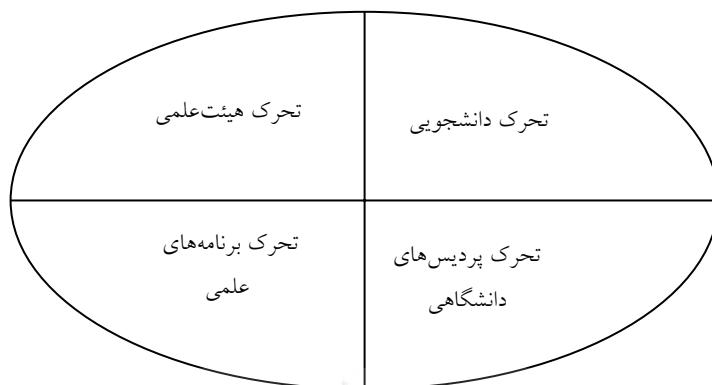 تحرک دانشجویی
تحرک هیئت‌علمی
تحرک پردیس‌های
دانشگاهی
تحرک برنامه‌های
علمی